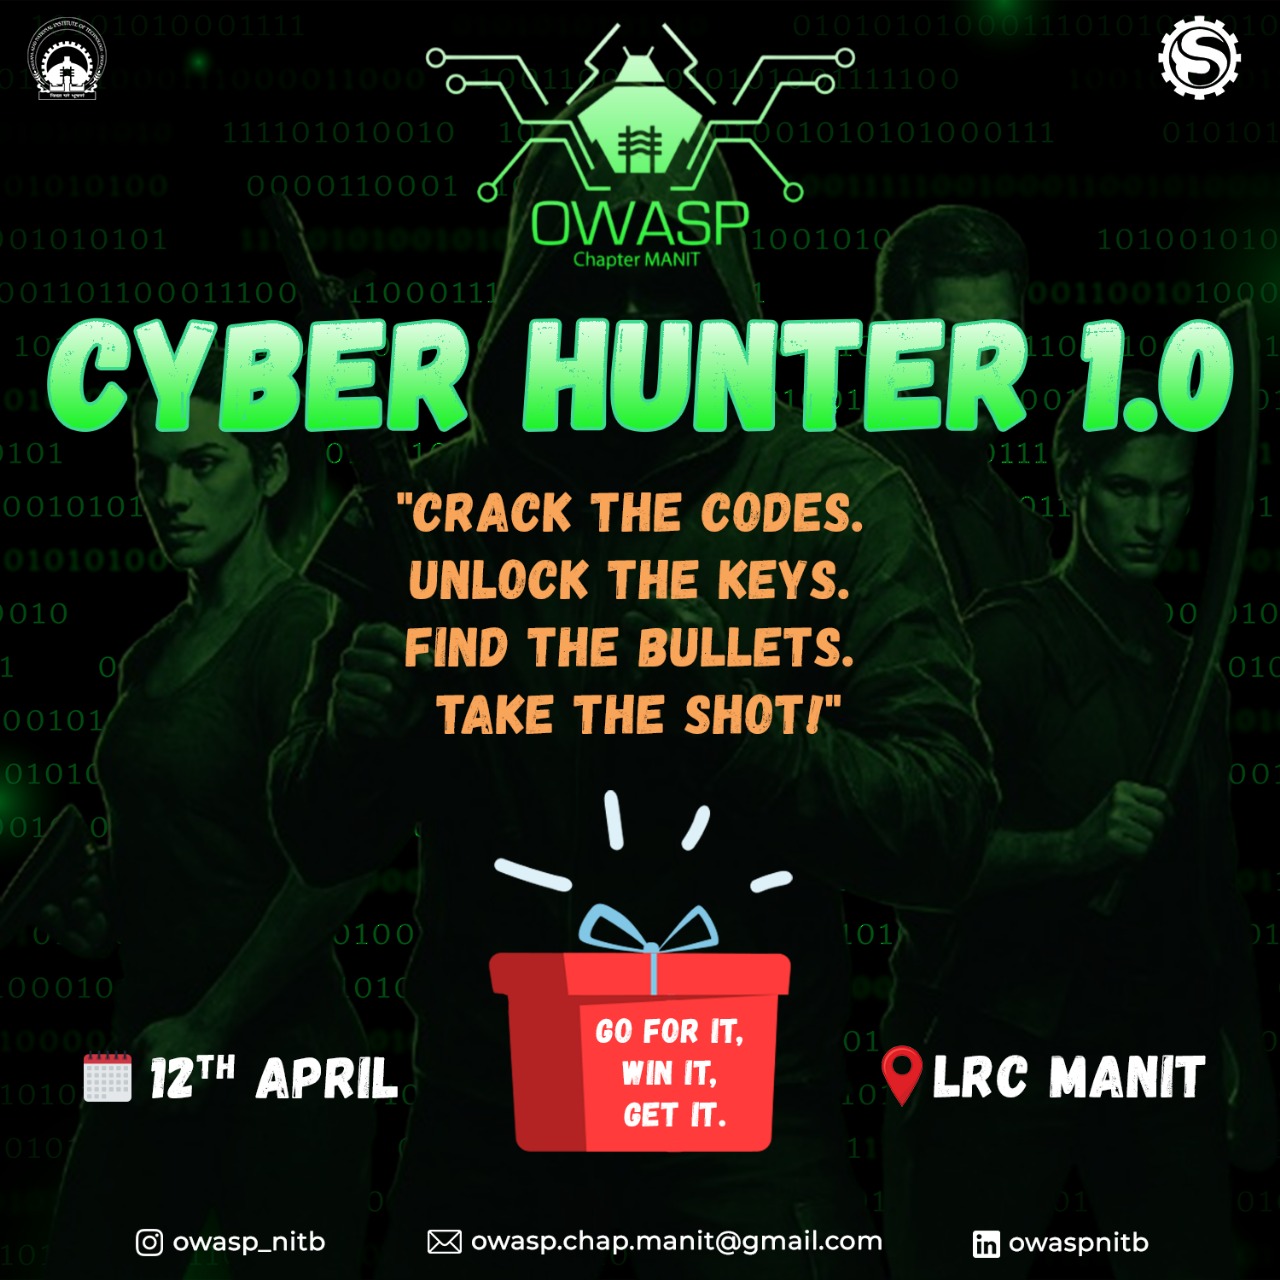 OWASP
Chapter MANIT
CYBER HUNTER 1.0
"CRACK THE CODES.
UNLOCK THE KEYS.
FIND THE BULLETS.
TAKE THE SHOT!"
GO FOR IT,
WIN IT,
GET IT.
12TH APRIL
LRC MANIT
owasp_nitb
owasp.chap.manit@gmail.com
in owaspnitb